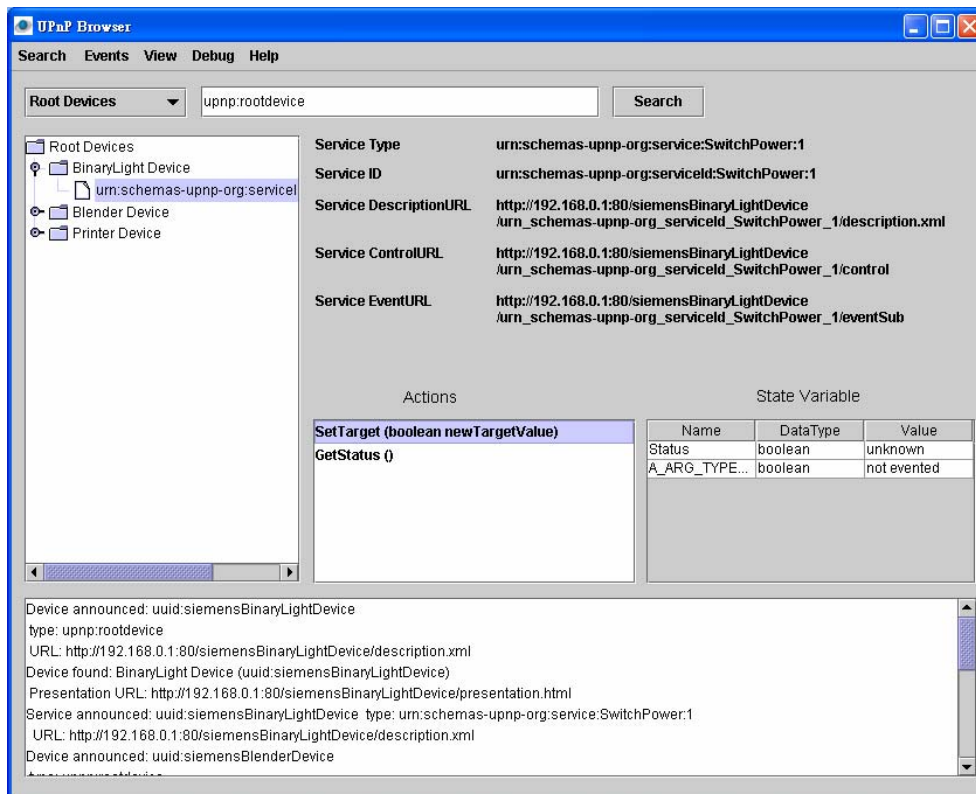 UPnP Browser
Search Events View Debug Help
Root Devices upnp:rootdevice Search
Root Devices
BinaryLight Device
urn:schemas-upnp-org:servicel
Blender Device
Printer Device
Service Type urn:schemas-upnp-org:service:SwitchPower:1
Service ID urn:schemas-upnp-org:serviceId:SwitchPower:1
Service DescriptionURL http://192.168.0.1:80/siemensBinaryLightDevice
/urn_schemas-upnp-org_serviceId_SwitchPower_1/description.xml
Service ControlURL http://192.168.0.1:80/siemensBinaryLightDevice
/urn_schemas-upnp-org_serviceId_SwitchPower_1/control
Service EventURL http://192.168.0.1:80/siemensBinaryLightDevice
/urn_schemas-upnp-org_serviceId_SwitchPower_1/eventSub
Actions
SetTarget (boolean newTargetValue)
GetStatus ()
State Variable
Name DataType Value
Status boolean unknown
A_ARG_TYPE... boolean not evented
Device announced: uuid:siemensBinaryLightDevice
type: upnp:rootdevice
URL: http://192.168.0.1:80/siemensBinaryLightDevice/description.xml
Device found: BinaryLight Device (uuid:siemensBinaryLightDevice)
Presentation URL: http://192.168.0.1:80/siemensBinaryLightDevice/presentation.html
Service announced: uuid:siemensBinaryLightDevice type: urn:schemas-upnp-org:service:SwitchPower:1
URL: http://192.168.0.1:80/siemensBinaryLightDevice/description.xml
Device announced: uuid:siemensBlenderDevice